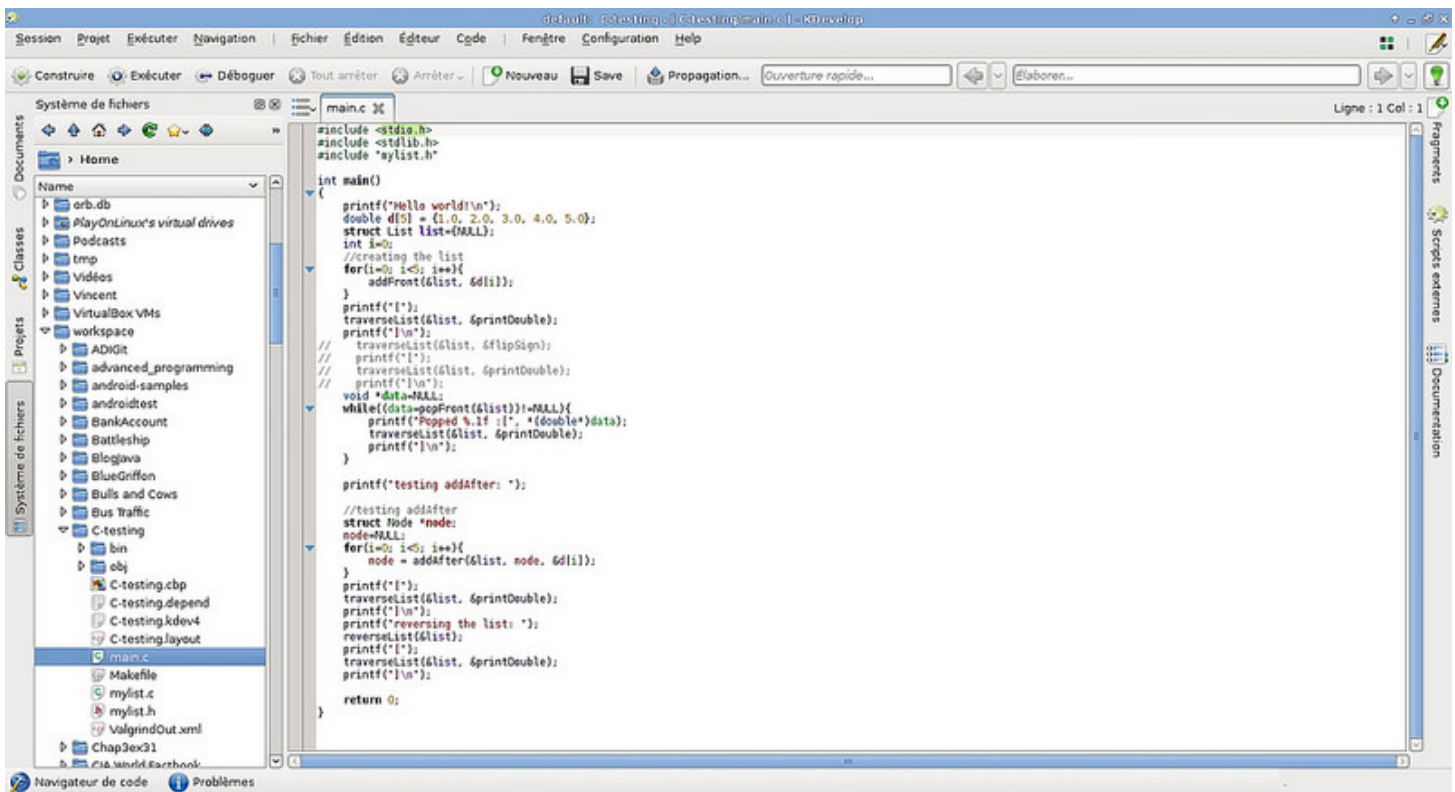 default: C-testing - [ C-testing/main.c ] - KDevelop
Session Projet Exécuter Navigation | Fichier Édition Éditeur Code | Fenêtre Configuration Help
Construire Exécuter Déboguer Tout arrêter Arrêter Nouveau Save Propagation... Ouverture rapide... Élaborer...
Système de fichiers
main.c
Ligne : 1 Col : 1
Documents
Classes
Projets
Système de fichiers
> Home
Name
orb.db
PlayOnLinux's virtual drives
Podcasts
tmp
Vidéos
Vincent
VirtualBox VMs
workspace
ADIGit
advanced_programming
android-samples
androidtest
BankAccount
Battleship
BlogJava
BlueGriffon
Bulls and Cows
Bus Traffic
C-testing
bin
obj
C-testing.cbp
C-testing.depend
C-testing.kdev4
C-testing.layout
main.c
Makefile
mylist.c
mylist.h
ValgrindOut.xml
Chap3ex31
CIA World Factbook
#include <stdio.h>
#include <stdlib.h>
#include "mylist.h"
int main()
{
printf("Hello world!\n");
double d[5] = {1.0, 2.0, 3.0, 4.0, 5.0};
struct List list={NULL};
int i=0;
//creating the list
for(i=0; i<5; i++){
addFront(&list, &d[i]);
}
printf("[");
traverseList(&list, &printDouble);
printf("]\n");
// traverseList(&list, &flipSign);
// printf("[");
// traverseList(&list, &printDouble);
// printf("]\n");
void *data=NULL;
while((data=popFront(&list))!=NULL){
printf("Popped %.1f :[", *(double*)data);
traverseList(&list, &printDouble);
printf("]\n");
}
printf("testing addAfter: ");
//testing addAfter
struct Node *node;
node=NULL;
for(i=0; i<5; i++){
node = addAfter(&list, node, &d[i]);
}
printf("[");
traverseList(&list, &printDouble);
printf("]\n");
printf("reversing the list: ");
reverseList(&list);
printf("[");
traverseList(&list, &printDouble);
printf("]\n");
return 0;
}
Fragments
Scripts externes
Documentation
Navigateur de code Problèmes